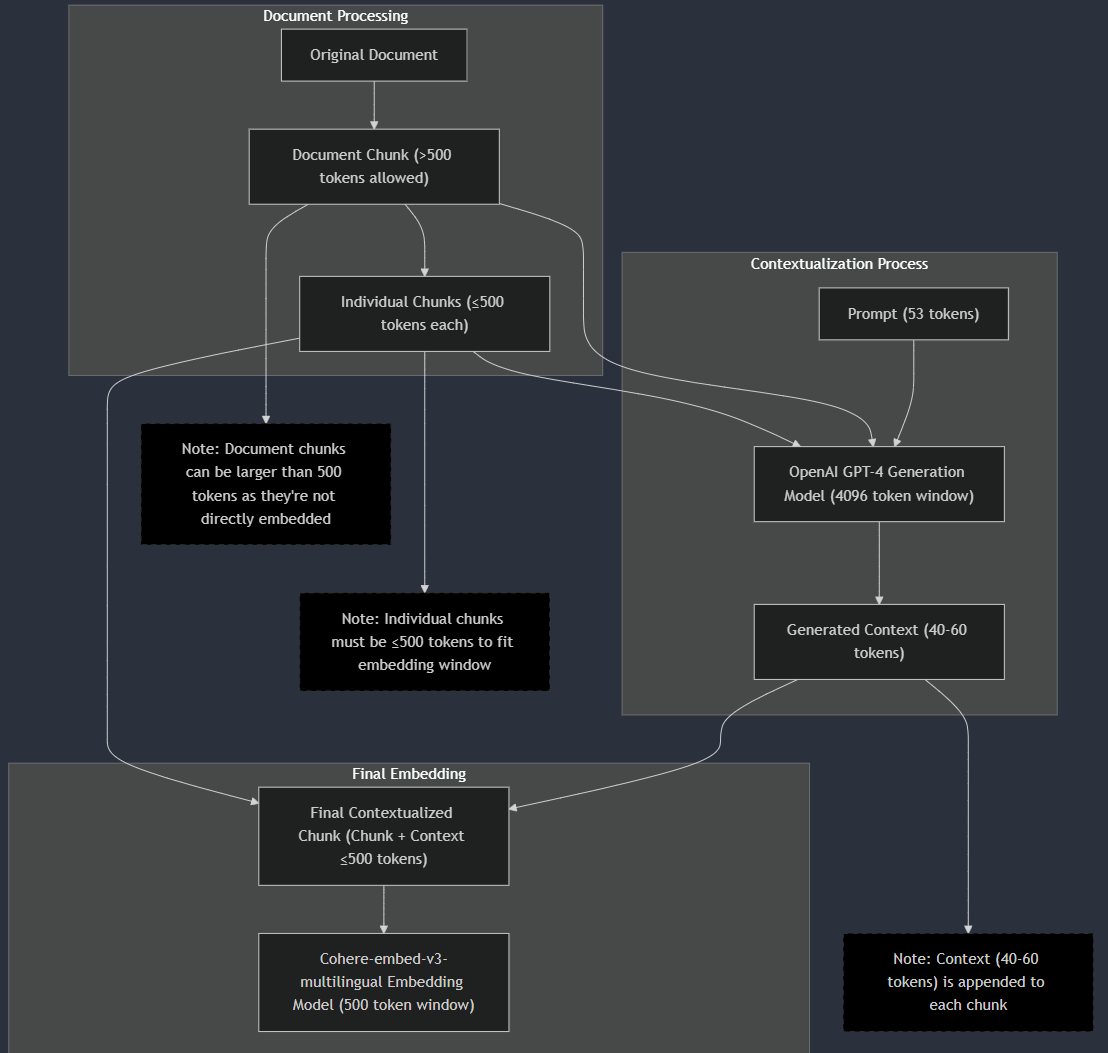 Document Processing
Original Document
Document Chunk (>500
tokens allowed)
Individual Chunks (≤500
tokens each)
Contextualization Process
Prompt (53 tokens)
Note: Document chunks
can be larger than 500
tokens as they're not
directly embedded
OpenAI GPT-4 Generation
Model (4096 token window)
Note: Individual chunks
must be ≤500 tokens to fit
embedding window
Generated Context (40-60
tokens)
Final Embedding
Final Contextualized
Chunk (Chunk + Context
≤500 tokens)
Cohere-embed-v3-
multilingual Embedding
Model (500 token window)
Note: Context (40-60
tokens) is appended to
each chunk